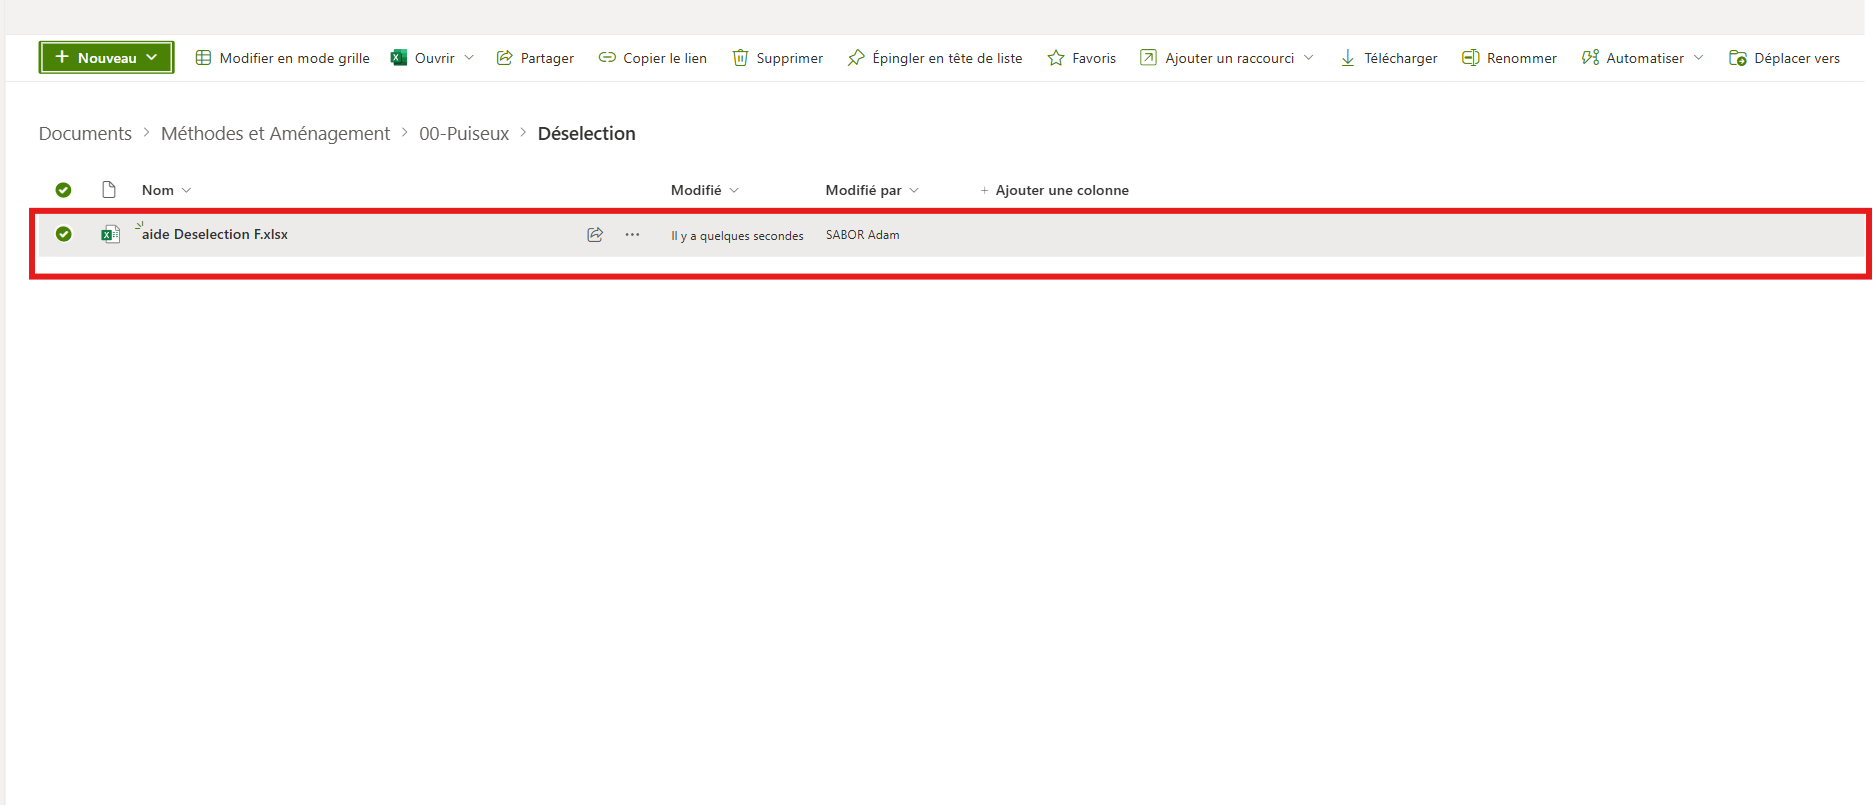 Nouveau Modifier en mode grille Ouvrir Partager Copier le lien Supprimer Épingler en tête de liste Favoris Ajouter un raccourci Télécharger Renommer Automatiser Déplacer vers
Documents > Méthodes et Aménagement > 00-Puiseux > Déselection
Nom Modifié Modifié par + Ajouter une colonne
aide Deselection F.xlsx ... Il y a quelques secondes SABOR Adam